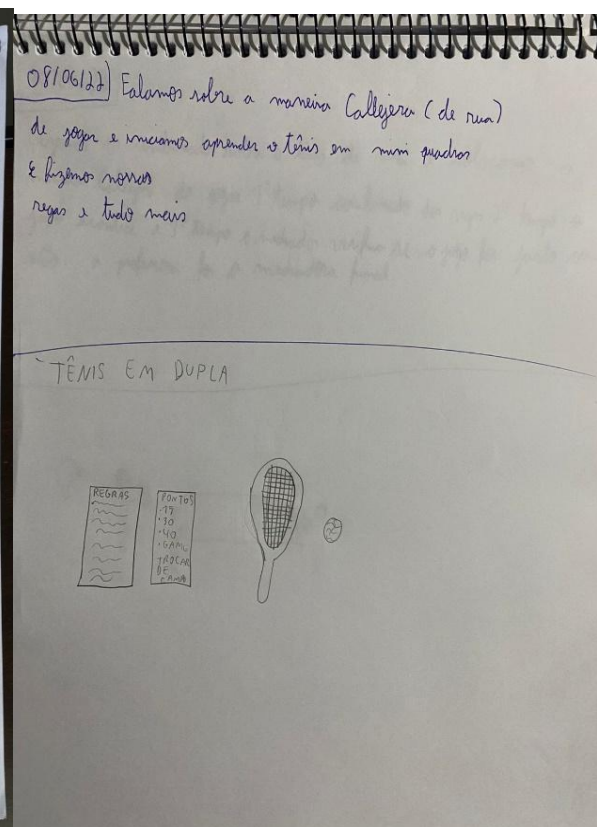 08/06/22) Falamos sobre a maneira Callejera (de rua)
de jogar e iniciamos aprender o tênis em mini quadras
E fizemos nossas
regas e tudo mais
TÊNIS EM DUPLA
REGRAS
PONTOS
·15
·30
·40
·GAME
TROCAR
DE